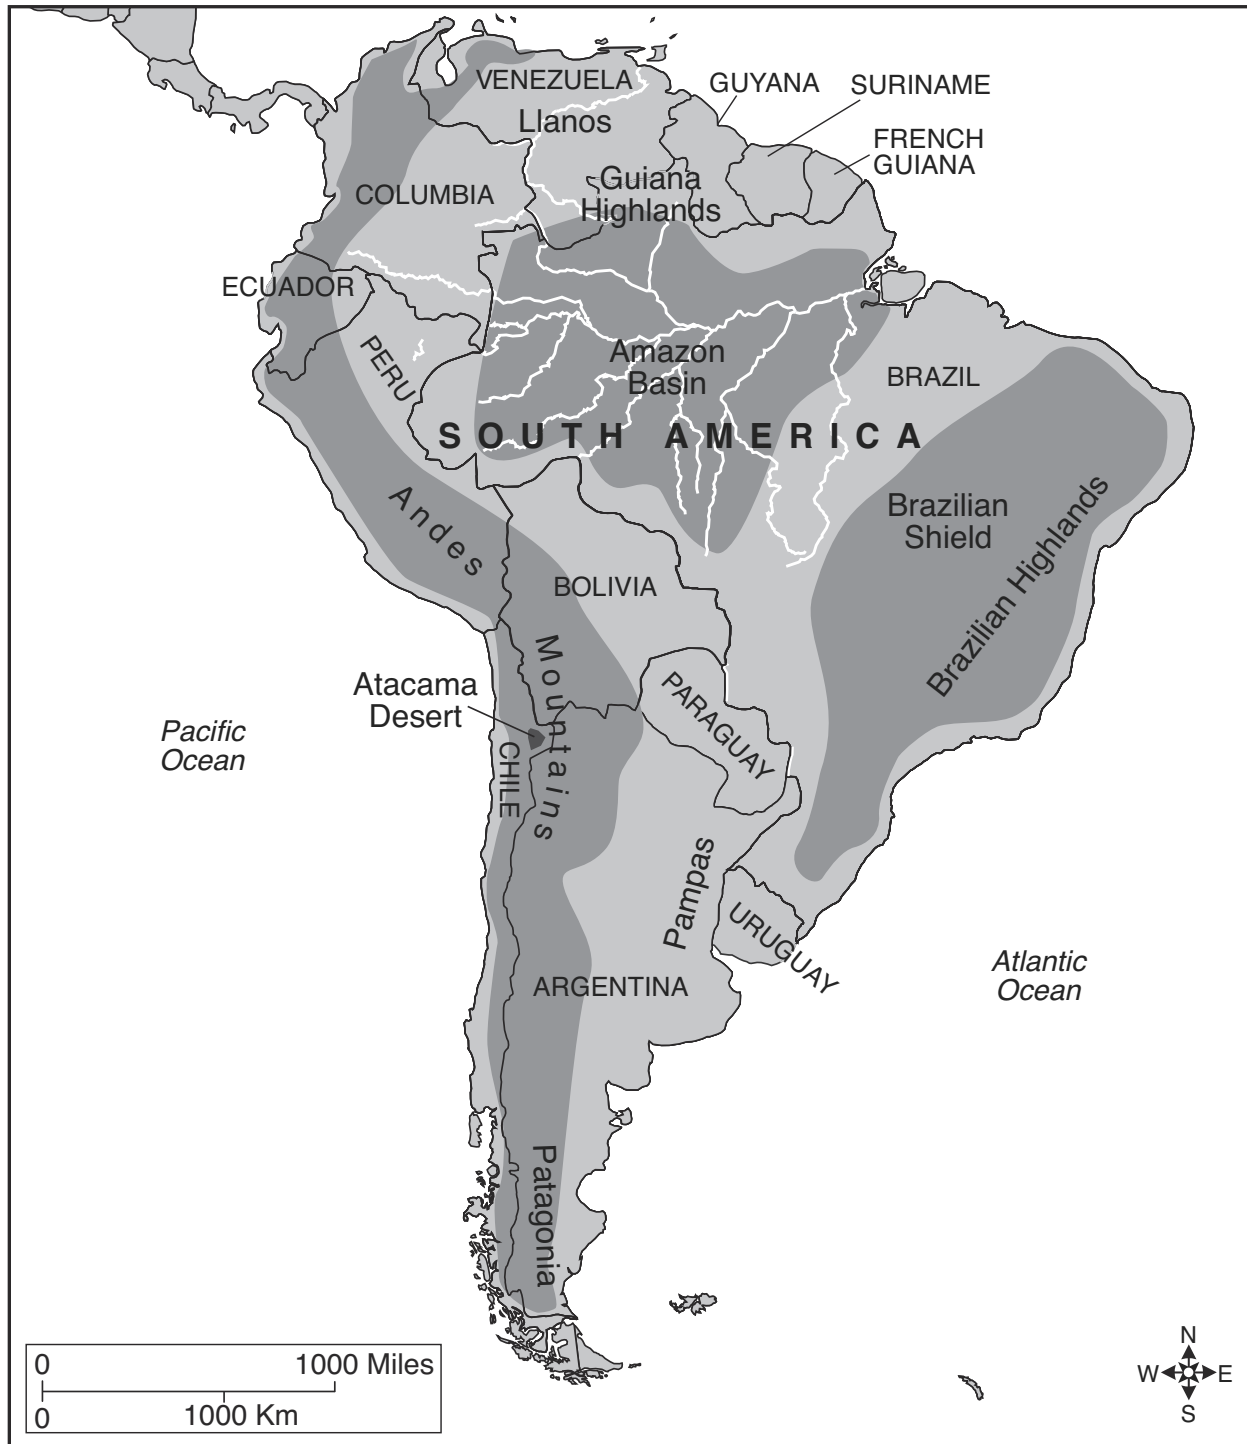 VENEZUELA
Llanos
GUYANA
SURINAME
FRENCH
GUIANA
Guiana
Highlands
COLUMBIA
ECUADOR
PERU
Amazon
Basin
BRAZIL
SOUTH AMERICA
Andes
Mountains
Brazilian
Shield
Brazilian Highlands
BOLIVIA
Atacama
Desert
PARAGUAY
Pacific
Ocean
CHILE
Pampas
URUGUAY
ARGENTINA
Atlantic
Ocean
Patagonia
0 1000 Miles
0 1000 Km
N
W E
S